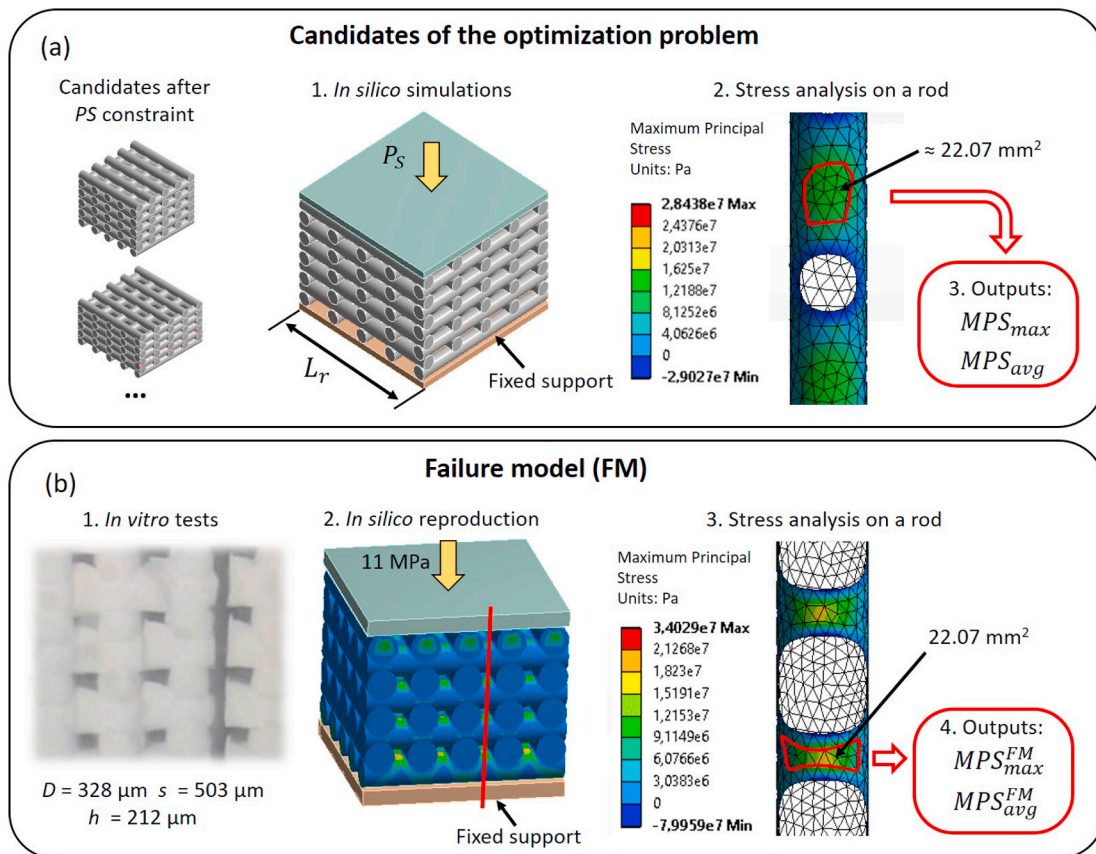 (a)
Candidates of the optimization problem
Candidates after
PS constraint
...
1. In silico simulations
P_S
L_r
Fixed support
2. Stress analysis on a rod
Maximum Principal
Stress
Units: Pa
2,8438e7 Max
2,4376e7
2,0313e7
1,625e7
1,2188e7
8,1252e6
4,0626e6
0
-2,9027e7 Min
≈ 22.07 mm²
3. Outputs:
MPS_max
MPS_avg
(b)
Failure model (FM)
1. In vitro tests
D = 328 µm s = 503 µm
h = 212 µm
2. In silico reproduction
11 MPa
Fixed support
3. Stress analysis on a rod
Maximum Principal
Stress
Units: Pa
3,4029e7 Max
2,1268e7
1,823e7
1,5191e7
1,2153e7
9,1149e6
6,0766e6
3,0383e6
0
-7,9959e7 Min
22.07 mm²
4. Outputs:
MPS_max^FM
MPS_avg^FM